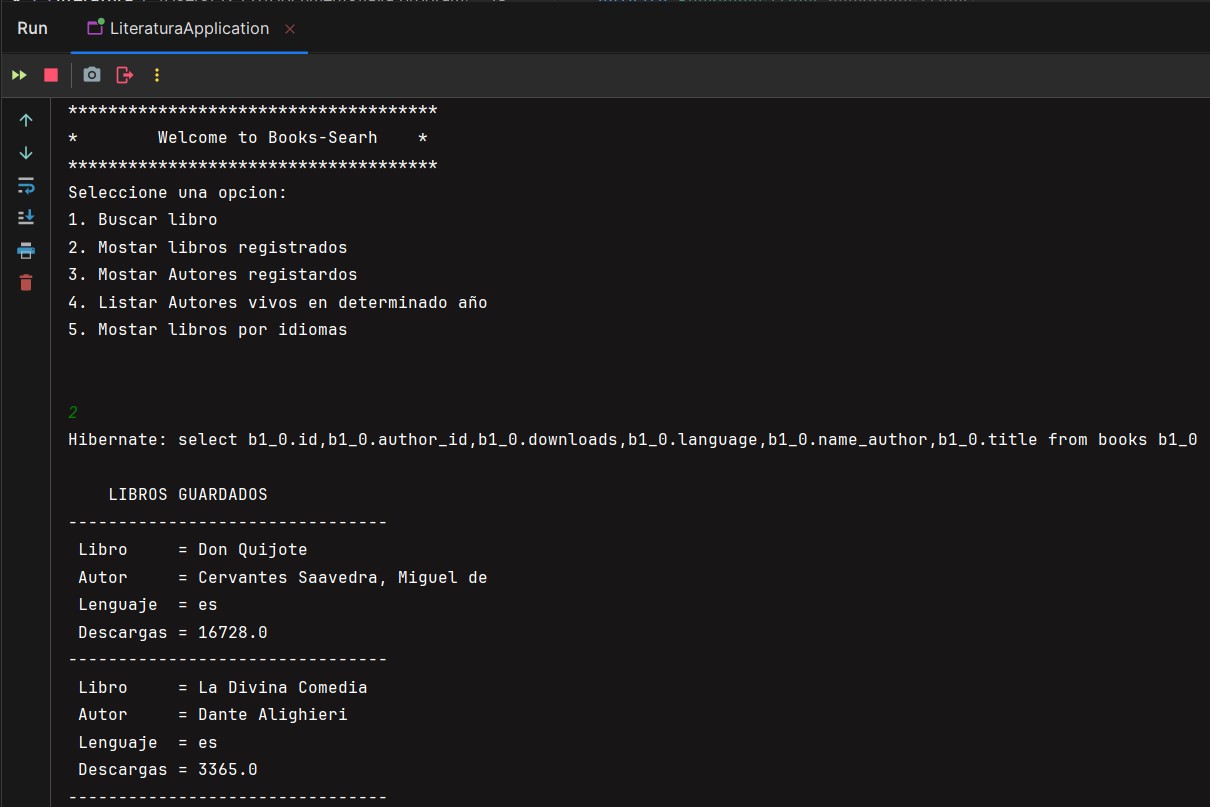 Run LiteraturaApplication
*************************************
*        Welcome to Books-Searh    *
*************************************
Seleccione una opcion:
1. Buscar libro
2. Mostar libros registrados
3. Mostar Autores registardos
4. Listar Autores vivos en determinado año
5. Mostar libros por idiomas
2
Hibernate: select b1_0.id,b1_0.author_id,b1_0.downloads,b1_0.language,b1_0.name_author,b1_0.title from books b1_0
LIBROS GUARDADOS
--------------------------------
Libro     = Don Quijote
Autor     = Cervantes Saavedra, Miguel de
Lenguaje  = es
Descargas = 16728.0
--------------------------------
Libro     = La Divina Comedia
Autor     = Dante Alighieri
Lenguaje  = es
Descargas = 3365.0
--------------------------------